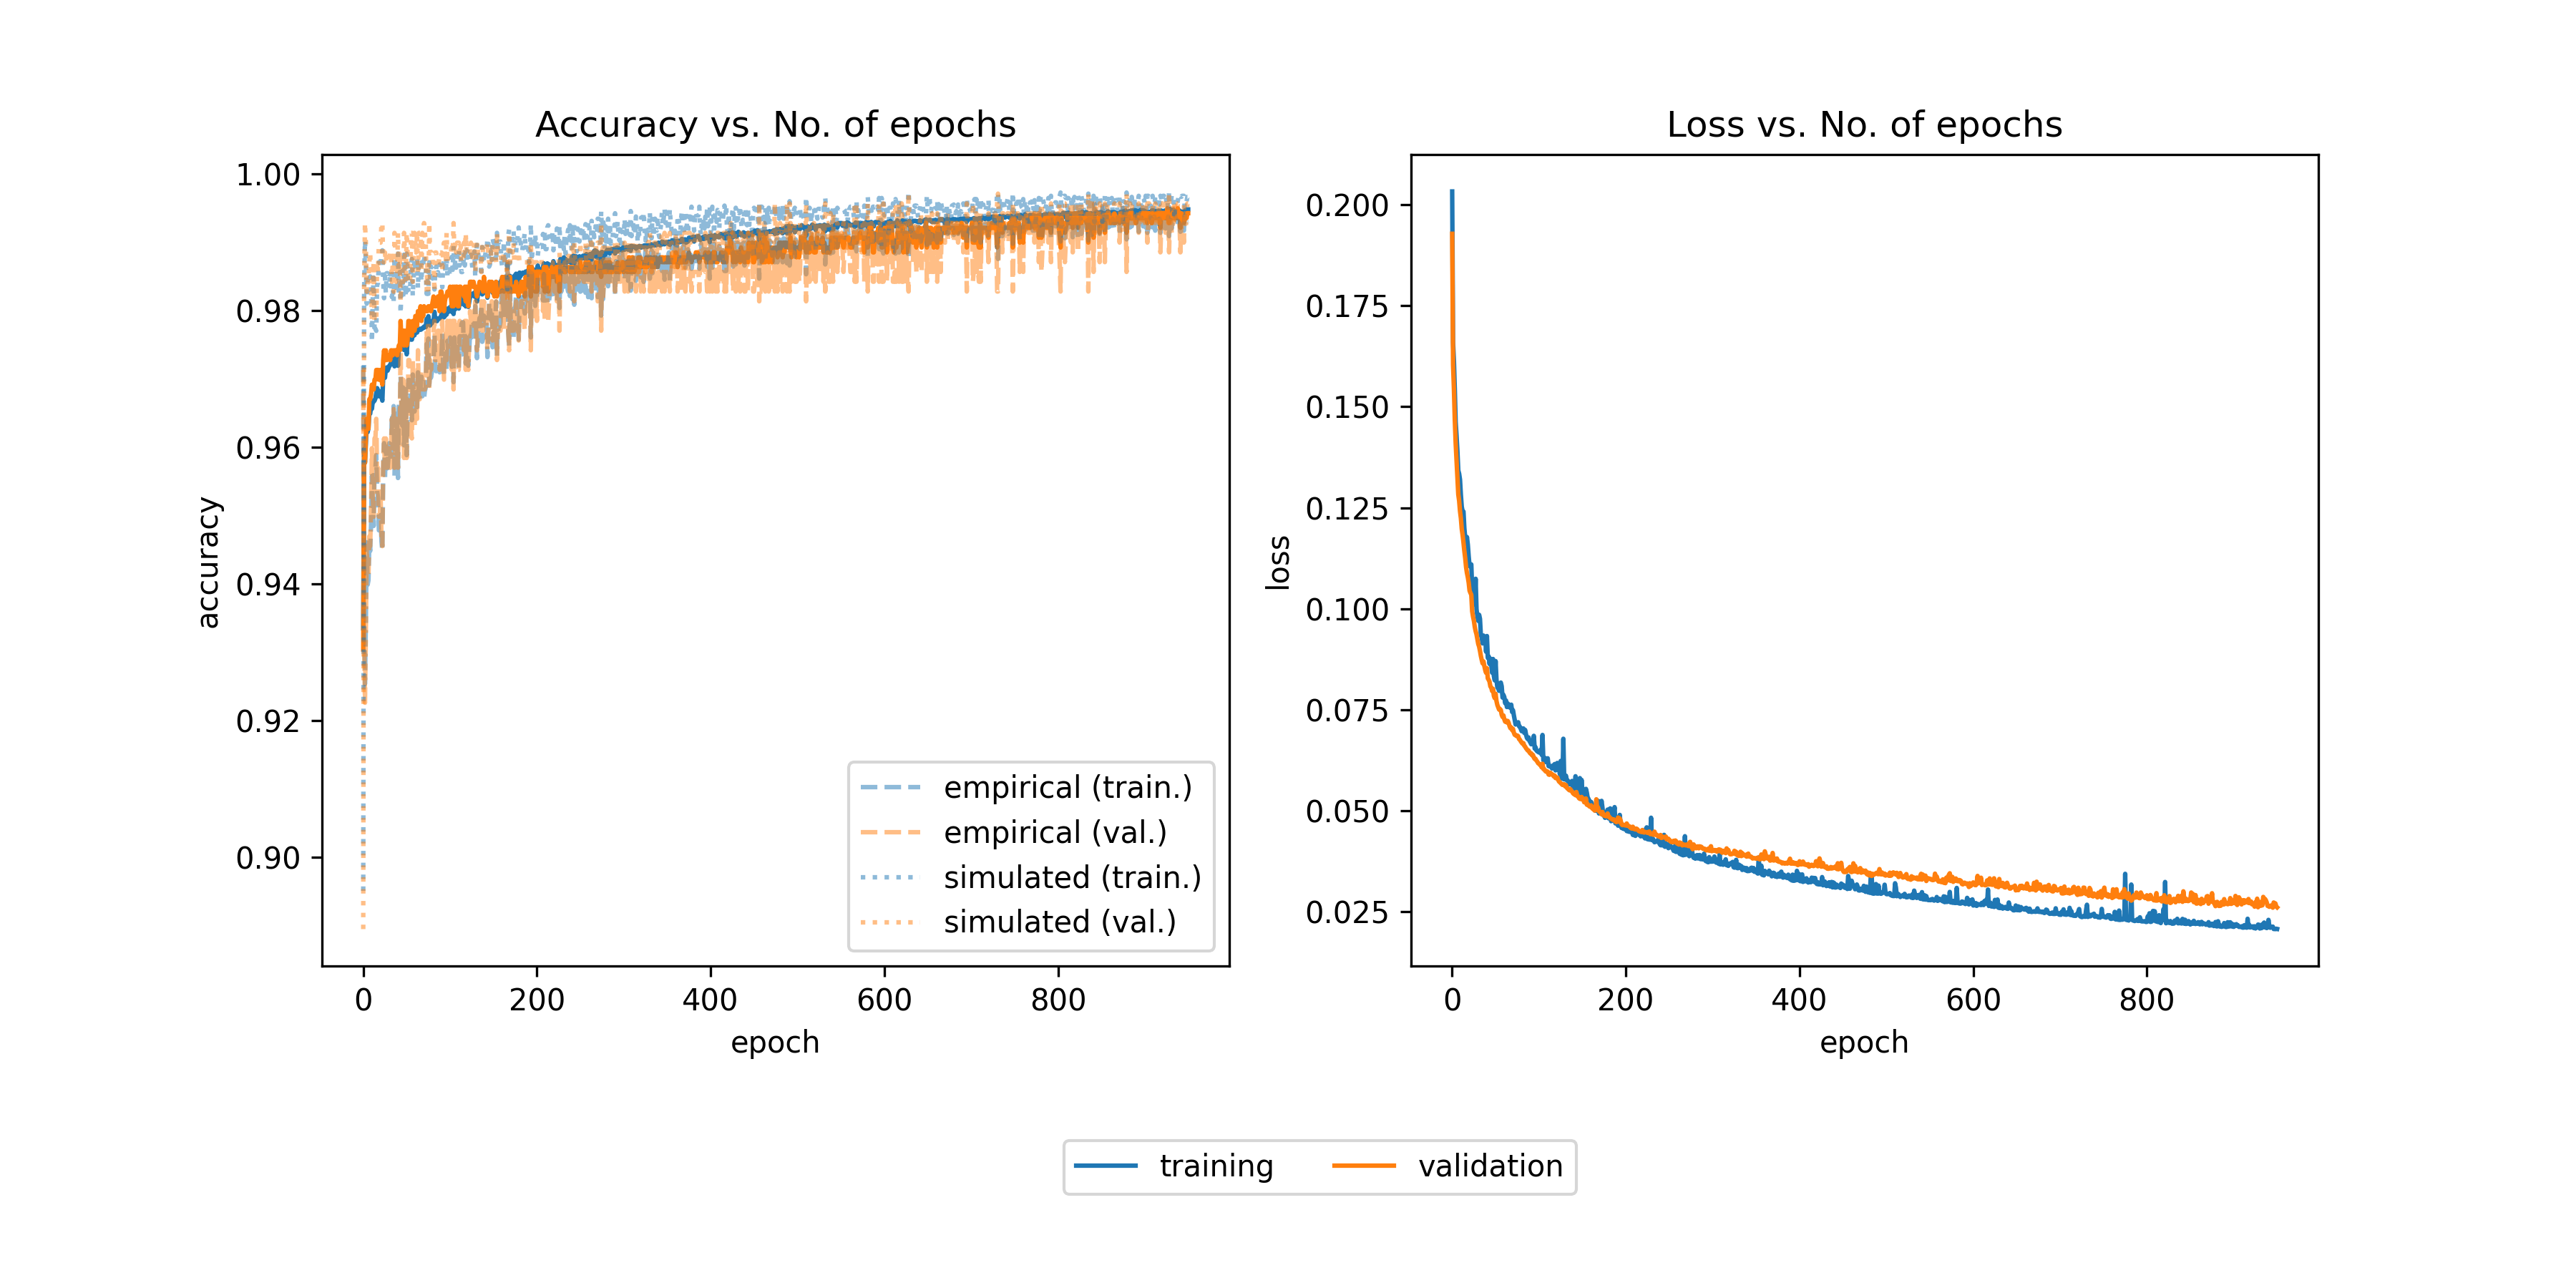 Accuracy vs. No. of epochs
1.00
0.98
0.96
0.94
0.92
0.90
accuracy
empirical (train.)
empirical (val.)
simulated (train.)
simulated (val.)
0 200 400 600 800
epoch
Loss vs. No. of epochs
0.200
0.175
0.150
0.125
0.100
0.075
0.050
0.025
loss
0 200 400 600 800
epoch
training validation